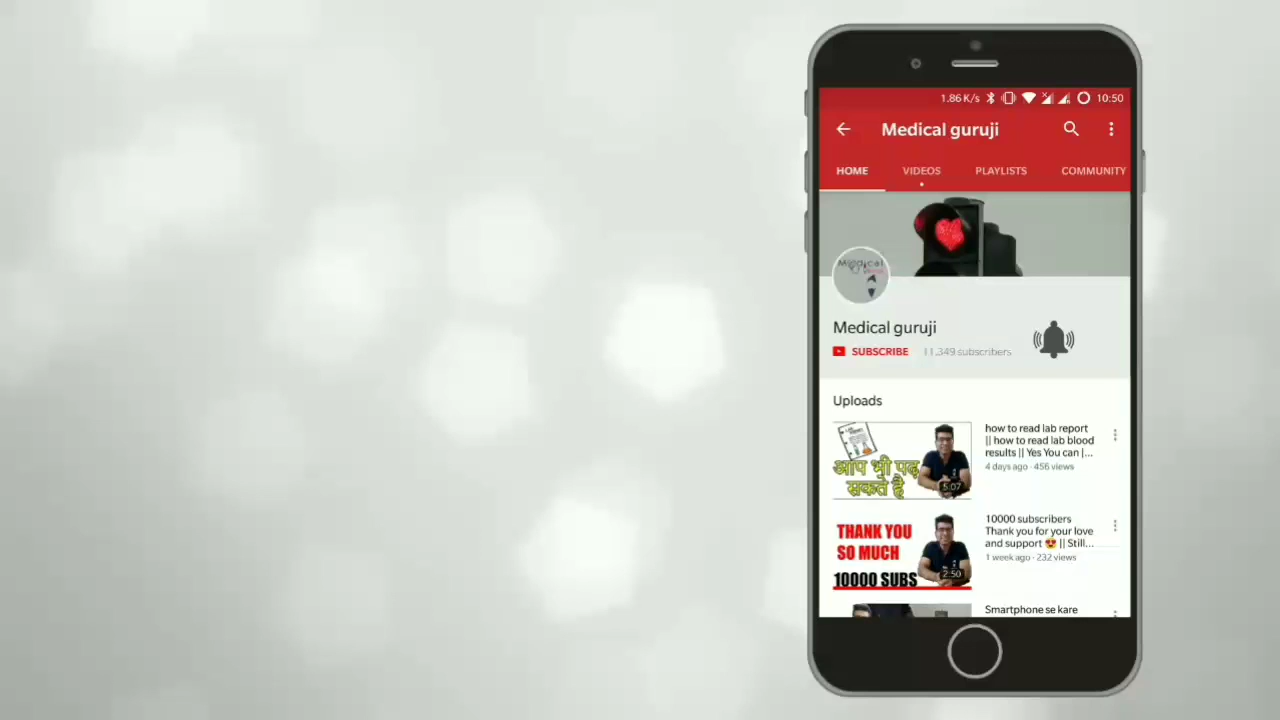 1.86 K/s 10:50
Medical guruji
HOME VIDEOS PLAYLISTS COMMUNITY
Medical
Medical guruji
SUBSCRIBE 11,349 subscribers
Uploads
how to read lab report
|| how to read lab blood
results || Yes You can |...
4 days ago · 456 views
आप भी पढ़
सकते है
5:07
10000 subscribers
Thank you for your love
and support 😍 || Still...
1 week ago · 232 views
THANK YOU
SO MUCH
10000 SUBS
2:50
Smartphone se kare